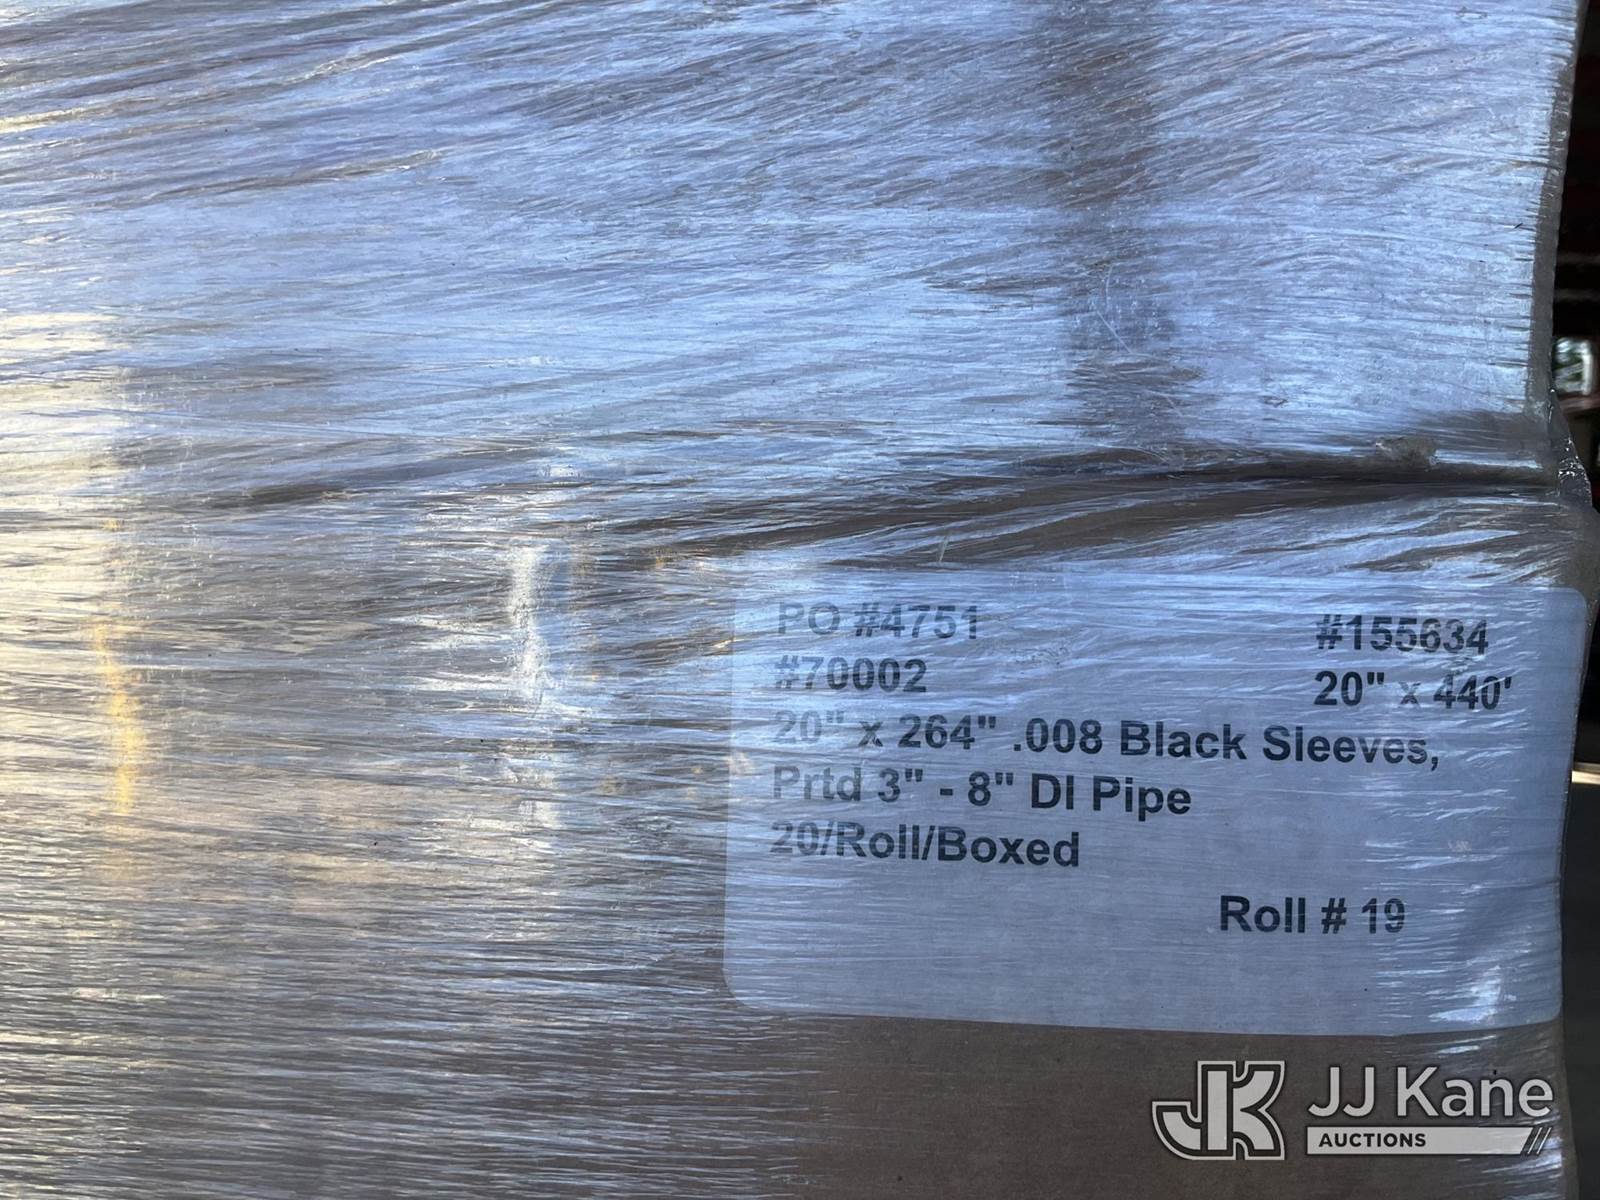 PO #4751 #155634
#70002 20" x 440'
20" x 264" .008 Black Sleeves,
Prtd 3" - 8" DI Pipe
20/Roll/Boxed
Roll # 19
JK JJ Kane
AUCTIONS